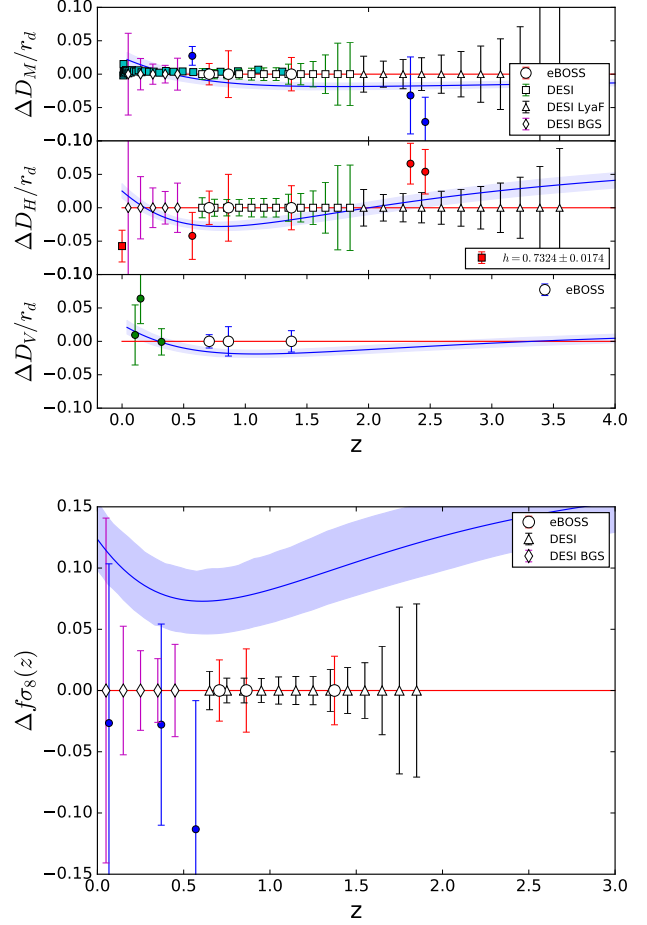 0.10
0.05
0.00
−0.05
−0.10
ΔD_M/r_d
eBOSS
DESI
DESI LyaF
DESI BGS
0.10
0.05
0.00
−0.05
−0.10
ΔD_H/r_d
h = 0.7324 ± 0.0174
0.10
0.05
0.00
−0.05
−0.10
ΔD_V/r_d
eBOSS
0.0 0.5 1.0 1.5 2.0 2.5 3.0 3.5 4.0
z
0.15
0.10
0.05
0.00
−0.05
−0.10
−0.15
Δfσ_8(z)
eBOSS
DESI
DESI BGS
0.0 0.5 1.0 1.5 2.0 2.5 3.0
z